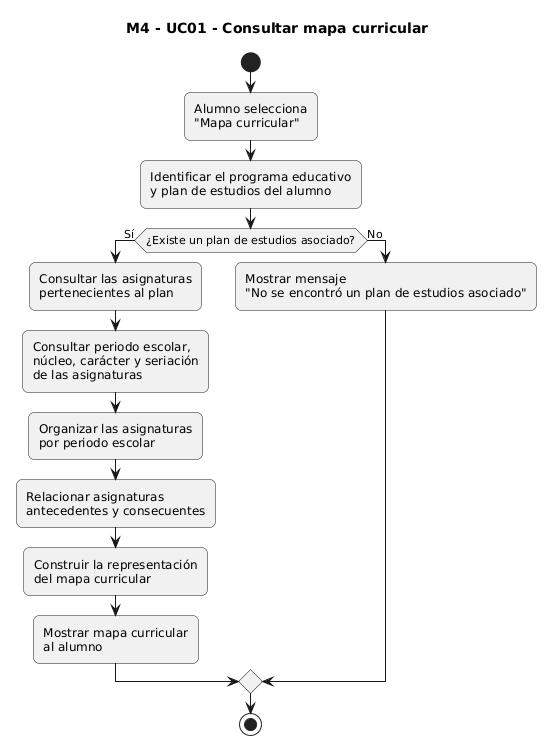 M4 - UC01 - Consultar mapa curricular
Alumno selecciona
"Mapa curricular"
Identificar el programa educativo
y plan de estudios del alumno
¿Existe un plan de estudios asociado?
Sí
No
Consultar las asignaturas
pertenecientes al plan
Mostrar mensaje
"No se encontró un plan de estudios asociado"
Consultar periodo escolar,
núcleo, carácter y seriación
de las asignaturas
Organizar las asignaturas
por periodo escolar
Relacionar asignaturas
antecedentes y consecuentes
Construir la representación
del mapa curricular
Mostrar mapa curricular
al alumno